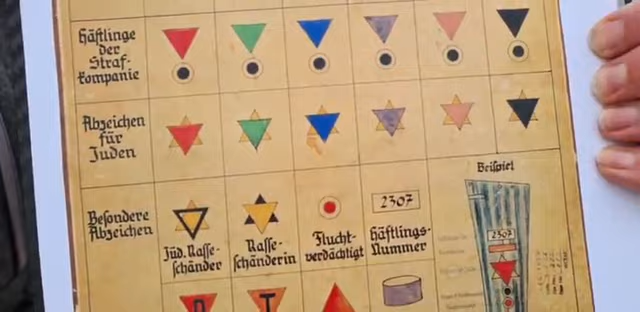 Häftlinge
der
Straf-
kompanie
Abzeichen
für
Juden
Besondere
Abzeichen
Jüd. Rasse-
schänder
Rasse-
schänderin
Flucht-
verdächtigt
2307
Häftlings-
Nummer
Beispiel
2307
T